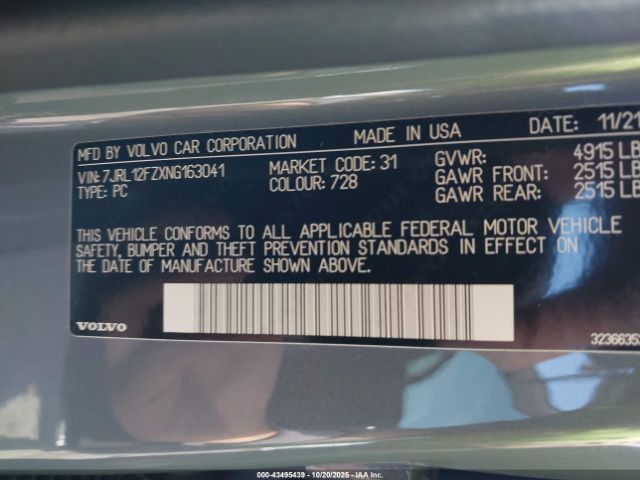 MFD BY VOLVO CAR CORPORATION MADE IN USA DATE: 11/21
VIN: 7JRL12FZXNG163041 MARKET CODE: 31 GVWR: 4915 LB
TYPE: PC COLOUR: 728 GAWR FRONT: 2515 LB
GAWR REAR: 2515 LB
THIS VEHICLE CONFORMS TO ALL APPLICABLE FEDERAL MOTOR VEHICLE
SAFETY, BUMPER AND THEFT PREVENTION STANDARDS IN EFFECT ON
THE DATE OF MANUFACTURE SHOWN ABOVE.
VOLVO
000-43495439 - 10/20/2025 - IAA Inc.